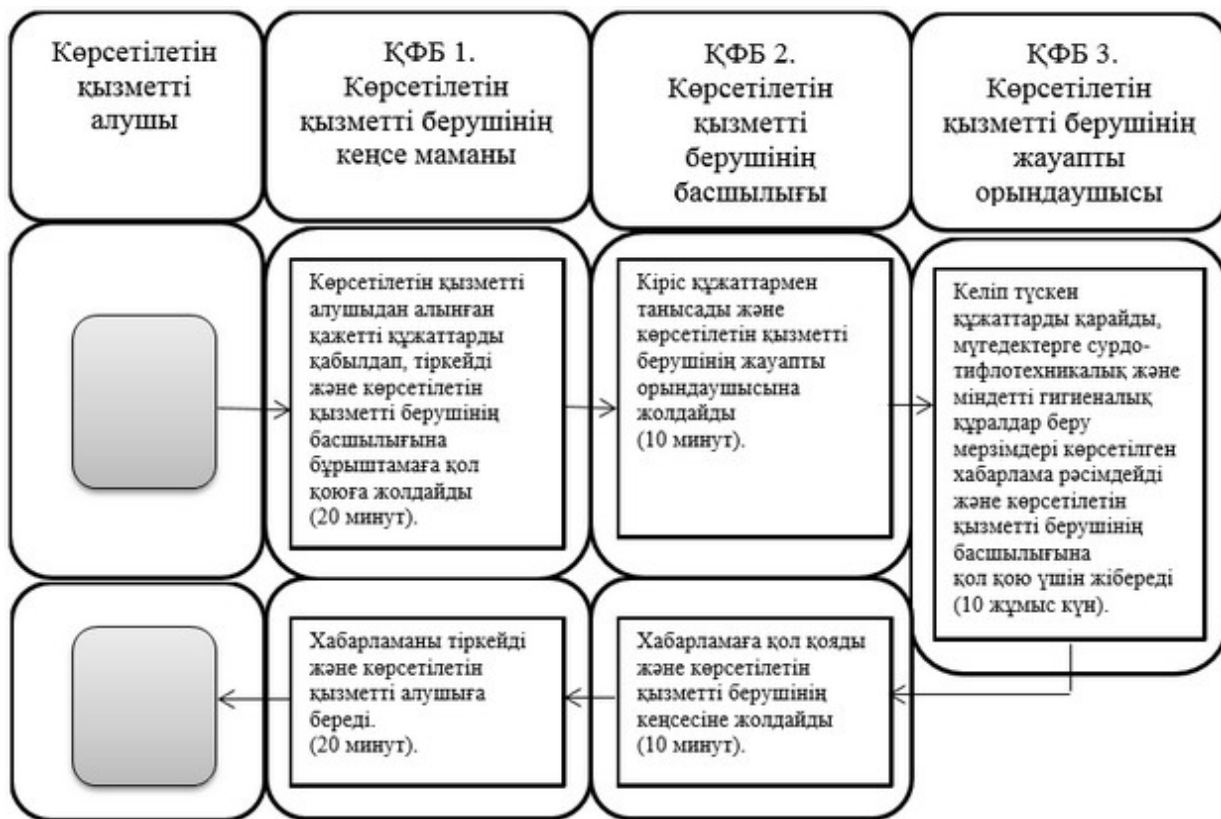 Көрсетілетін
қызметті
алушы
ҚФБ 1.
Көрсетілетін
қызметті берушінің
кеңсе маманы
ҚФБ 2.
Көрсетілетін
қызметті
берушінің
басшылығы
ҚФБ 3.
Көрсетілетін
қызметті берушінің
жауапты
орындаушысы
Көрсетілетін қызметті
алушыдан алынған
қажетті құжаттарды
қабылдап, тіркейді
және көрсетілетін
қызметті берушінің
басшылығына
бұрыштамаға қол
қоюға жолдайды
(20 минут).
Кіріс құжаттармен
танысады және
көрсетілетін қызметті
берушінің жауапты
орындаушысына
жолдайды
(10 минут).
Келіп түскен
құжаттарды қарайды,
мүгедектерге сурдо-
тифлотехникалық және
міндетті гигиеналық
құралдар беру
мерзімдері көрсетілген
хабарлама рәсімдейді
және көрсетілетін
қызметті берушінің
басшылығына
қол қою үшін жібереді
(10 жұмыс күн).
Хабарламаны тіркейді
және көрсетілетін
қызметті алушыға
береді.
(20 минут).
Хабарламаға қол қояды
және көрсетілетін
қызметті берушінің
кеңсесіне жолдайды
(10 минут).